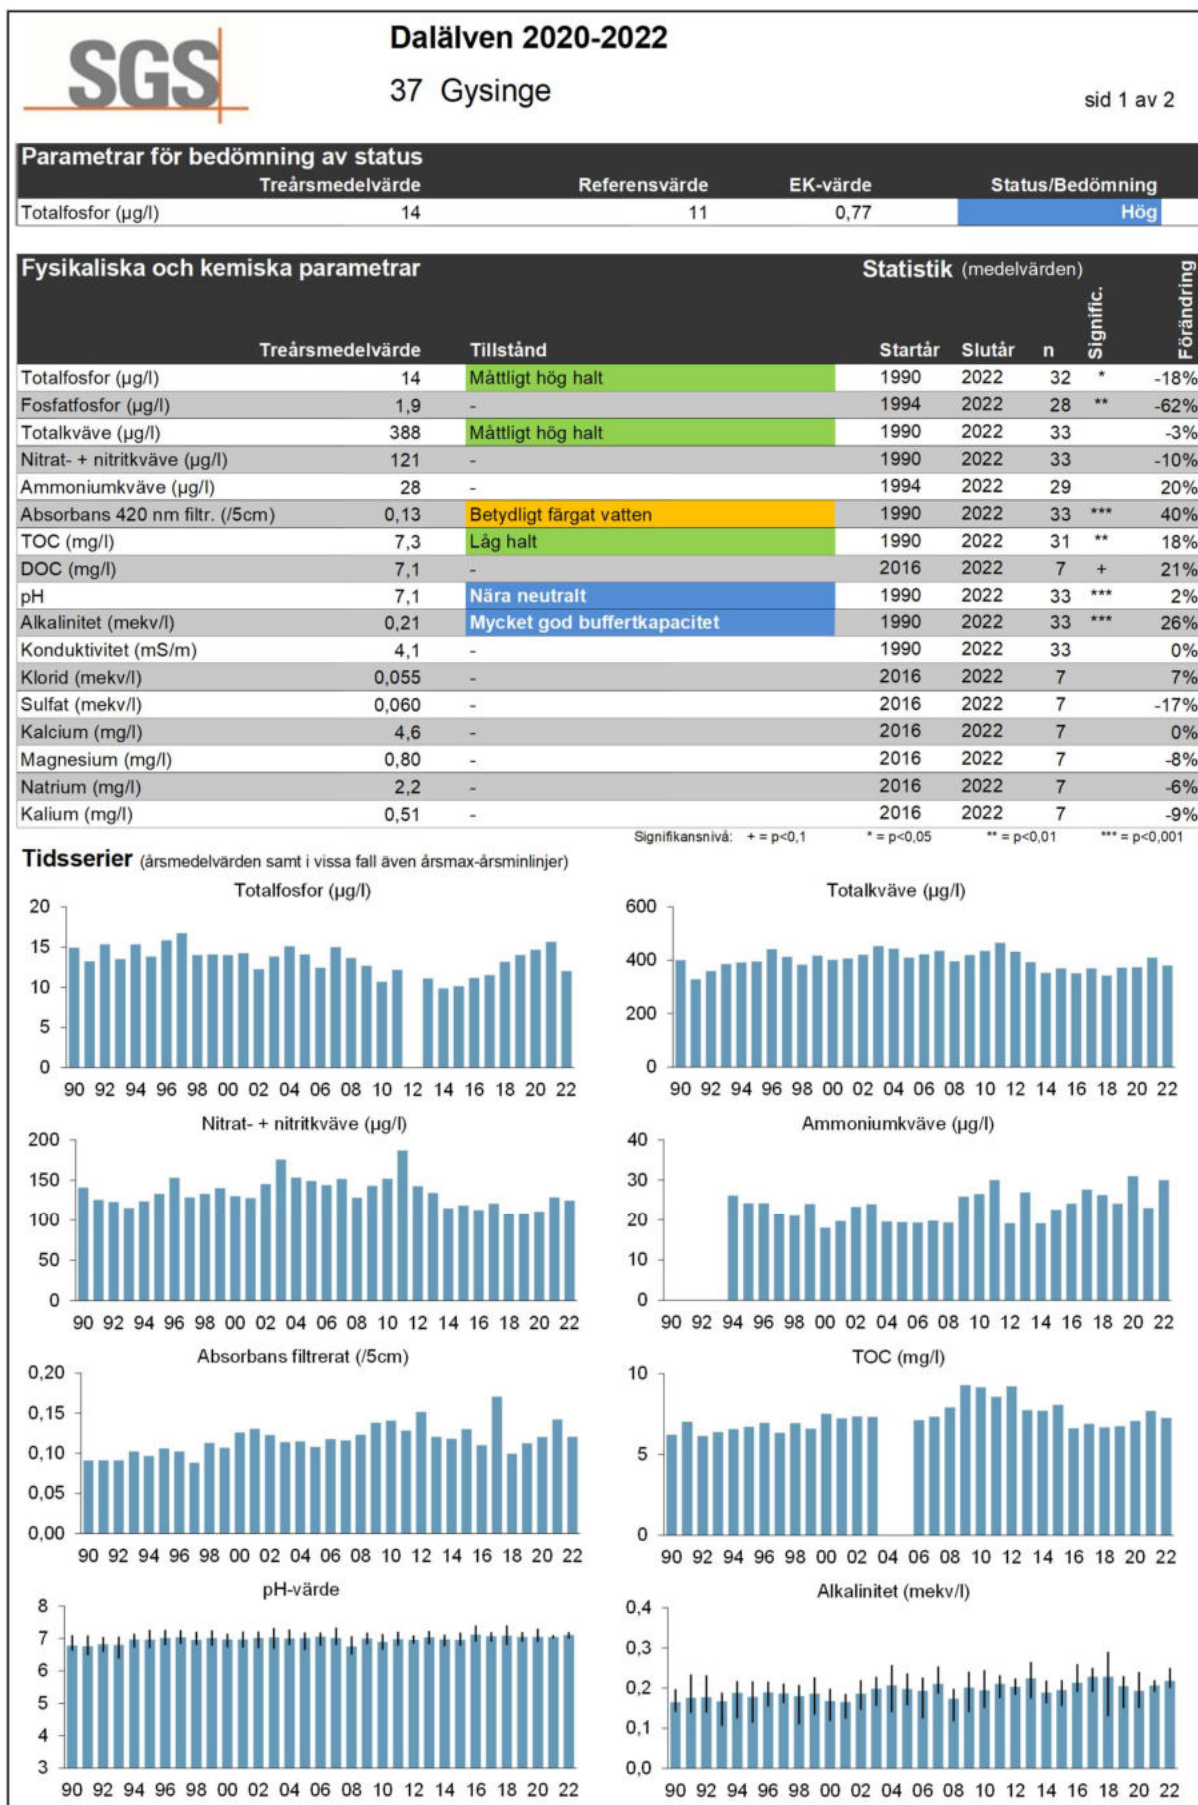 SGS
Dalälven 2020-2022
37 Gysinge
sid 1 av 2
Parametrar för bedömning av status
Treårsmedelvärde Referensvärde EK-värde Status/Bedömning
Totalfosfor (µg/l) 14 11 0,77 Hög
Fysikaliska och kemiska parametrar Statistik (medelvärden)
Treårsmedelvärde Tillstånd Startår Slutår n Signific. Förändring
Totalfosfor (µg/l) 14 Måttligt hög halt 1990 2022 32 * -18%
Fosfatfosfor (µg/l) 1,9 - 1994 2022 28 ** -62%
Totalkväve (µg/l) 388 Måttligt hög halt 1990 2022 33 -3%
Nitrat- + nitritkväve (µg/l) 121 - 1990 2022 33 -10%
Ammoniumkväve (µg/l) 28 - 1994 2022 29 20%
Absorbans 420 nm filtr. (/5cm) 0,13 Betydligt färgat vatten 1990 2022 33 *** 40%
TOC (mg/l) 7,3 Låg halt 1990 2022 31 ** 18%
DOC (mg/l) 7,1 - 2016 2022 7 + 21%
pH 7,1 Nära neutralt 1990 2022 33 *** 2%
Alkalinitet (mekv/l) 0,21 Mycket god buffertkapacitet 1990 2022 33 *** 26%
Konduktivitet (mS/m) 4,1 - 1990 2022 33 0%
Klorid (mekv/l) 0,055 - 2016 2022 7 7%
Sulfat (mekv/l) 0,060 - 2016 2022 7 -17%
Kalcium (mg/l) 4,6 - 2016 2022 7 0%
Magnesium (mg/l) 0,80 - 2016 2022 7 -8%
Natrium (mg/l) 2,2 - 2016 2022 7 -6%
Kalium (mg/l) 0,51 - 2016 2022 7 -9%
Signifikansnivå: + = p<0,1 * = p<0,05 ** = p<0,01 *** = p<0,001
Tidsserier (årsmedelvärden samt i vissa fall även årsmax-årsminlinjer)
Totalfosfor (µg/l)
20
15
10
5
0
90 92 94 96 98 00 02 04 06 08 10 12 14 16 18 20 22
Totalkväve (µg/l)
600
400
200
0
90 92 94 96 98 00 02 04 06 08 10 12 14 16 18 20 22
Nitrat- + nitritkväve (µg/l)
200
150
100
50
0
90 92 94 96 98 00 02 04 06 08 10 12 14 16 18 20 22
Ammoniumkväve (µg/l)
40
30
20
10
0
90 92 94 96 98 00 02 04 06 08 10 12 14 16 18 20 22
Absorbans filtrerat (/5cm)
0,20
0,15
0,10
0,05
0,00
90 92 94 96 98 00 02 04 06 08 10 12 14 16 18 20 22
TOC (mg/l)
10
5
0
90 92 94 96 98 00 02 04 06 08 10 12 14 16 18 20 22
pH-värde
8
7
6
5
4
3
90 92 94 96 98 00 02 04 06 08 10 12 14 16 18 20 22
Alkalinitet (mekv/l)
0,4
0,3
0,2
0,1
0,0
90 92 94 96 98 00 02 04 06 08 10 12 14 16 18 20 22